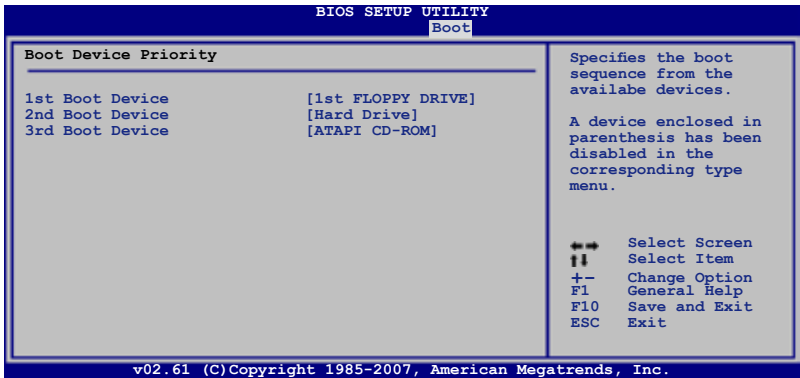 BIOS SETUP UTILITY
Boot
Boot Device Priority
1st Boot Device [1st FLOPPY DRIVE]
2nd Boot Device [Hard Drive]
3rd Boot Device [ATAPI CD-ROM]
Specifies the boot
sequence from the
availabe devices.
A device enclosed in
parenthesis has been
disabled in the
corresponding type
menu.
←→ Select Screen
↑↓ Select Item
+- Change Option
F1 General Help
F10 Save and Exit
ESC Exit
v02.61 (C)Copyright 1985-2007, American Megatrends, Inc.